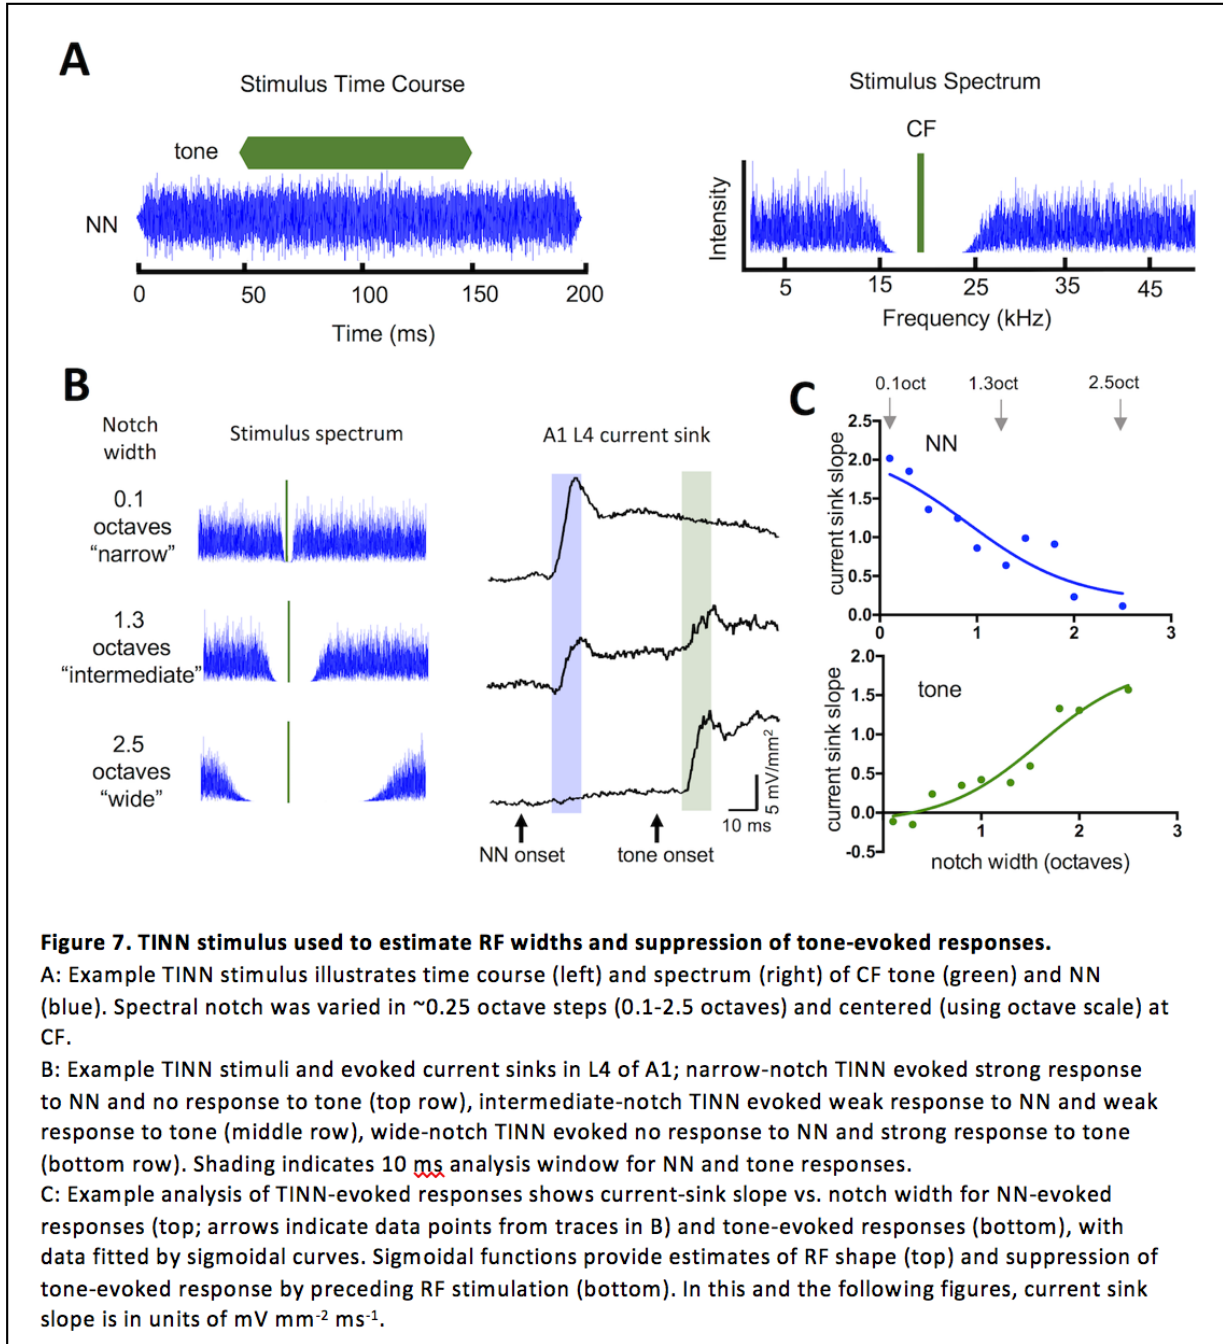 A
Stimulus Time Course
tone
NN
0 50 100 150 200
Time (ms)
Stimulus Spectrum
CF
Intensity
5 15 25 35 45
Frequency (kHz)
B
Notch
width
Stimulus spectrum
A1 L4 current sink
0.1
octaves
“narrow”
1.3
octaves
“intermediate”
2.5
octaves
“wide”
5 mV/mm²
10 ms
NN onset
tone onset
C
0.1oct 1.3oct 2.5oct
NN
current sink slope
2.5
2.0
1.5
1.0
0.5
0.0
0 1 2 3
tone
current sink slope
2.0
1.5
1.0
0.5
0.0
-0.5
1 2 3
notch width (octaves)
Figure 7. TINN stimulus used to estimate RF widths and suppression of tone-evoked responses.
A: Example TINN stimulus illustrates time course (left) and spectrum (right) of CF tone (green) and NN
(blue). Spectral notch was varied in ~0.25 octave steps (0.1-2.5 octaves) and centered (using octave scale) at
CF.
B: Example TINN stimuli and evoked current sinks in L4 of A1; narrow-notch TINN evoked strong response
to NN and no response to tone (top row), intermediate-notch TINN evoked weak response to NN and weak
response to tone (middle row), wide-notch TINN evoked no response to NN and strong response to tone
(bottom row). Shading indicates 10 ms analysis window for NN and tone responses.
C: Example analysis of TINN-evoked responses shows current-sink slope vs. notch width for NN-evoked
responses (top; arrows indicate data points from traces in B) and tone-evoked responses (bottom), with
data fitted by sigmoidal curves. Sigmoidal functions provide estimates of RF shape (top) and suppression of
tone-evoked response by preceding RF stimulation (bottom). In this and the following figures, current sink
slope is in units of mV mm⁻² ms⁻¹.